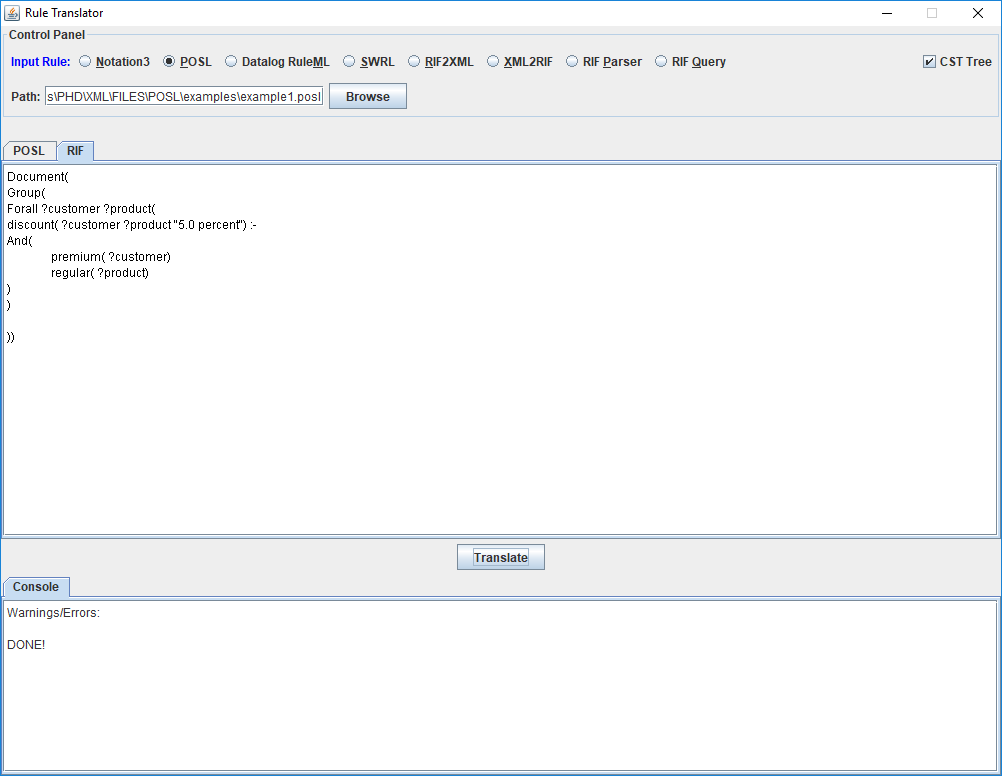 Rule Translator
Control Panel
Input Rule: Notation3 POSL Datalog RuleML SWRL RIF2XML XML2RIF RIF Parser RIF Query CST Tree
Path: s\PHD\XML\FILES\POSL\examples\example1.posl Browse
POSL RIF
Document(
Group(
Forall ?customer ?product(
discount( ?customer ?product "5.0 percent") :-
And(
premium( ?customer)
regular( ?product)
)
)
))
Translate
Console
Warnings/Errors:
DONE!